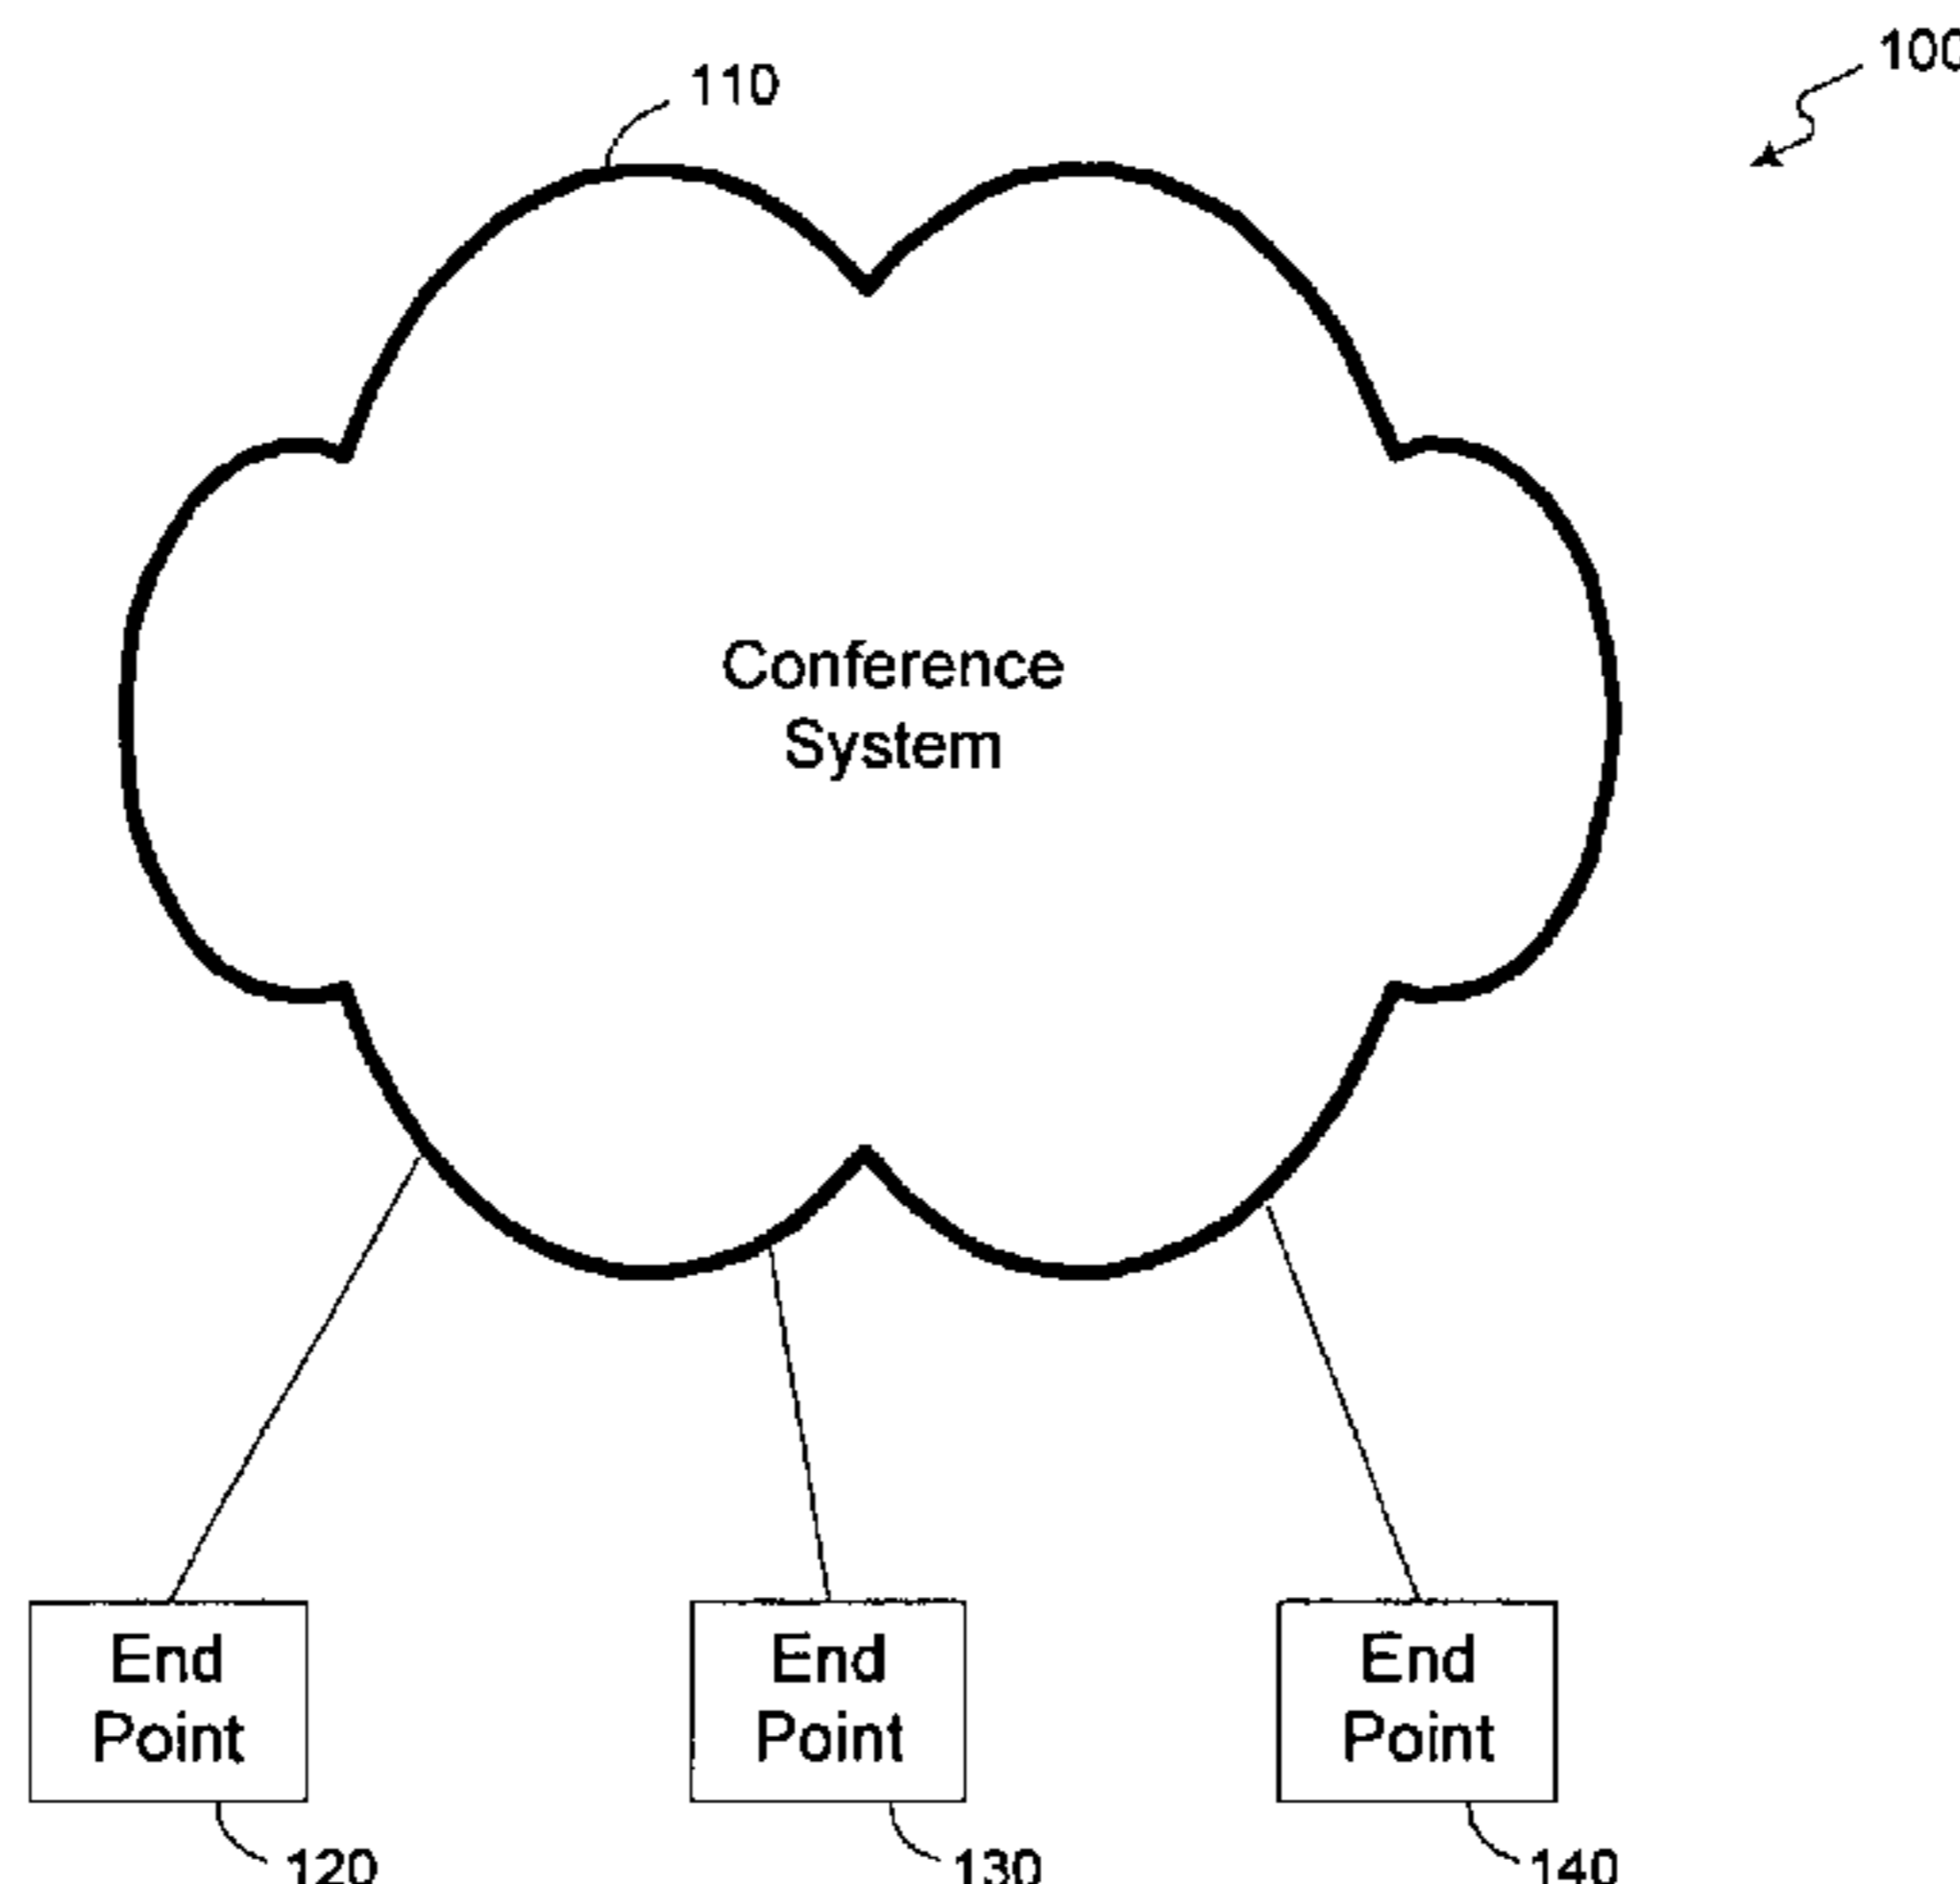 100
110
Conference
System
End
Point
End
Point
End
Point
120
130
140